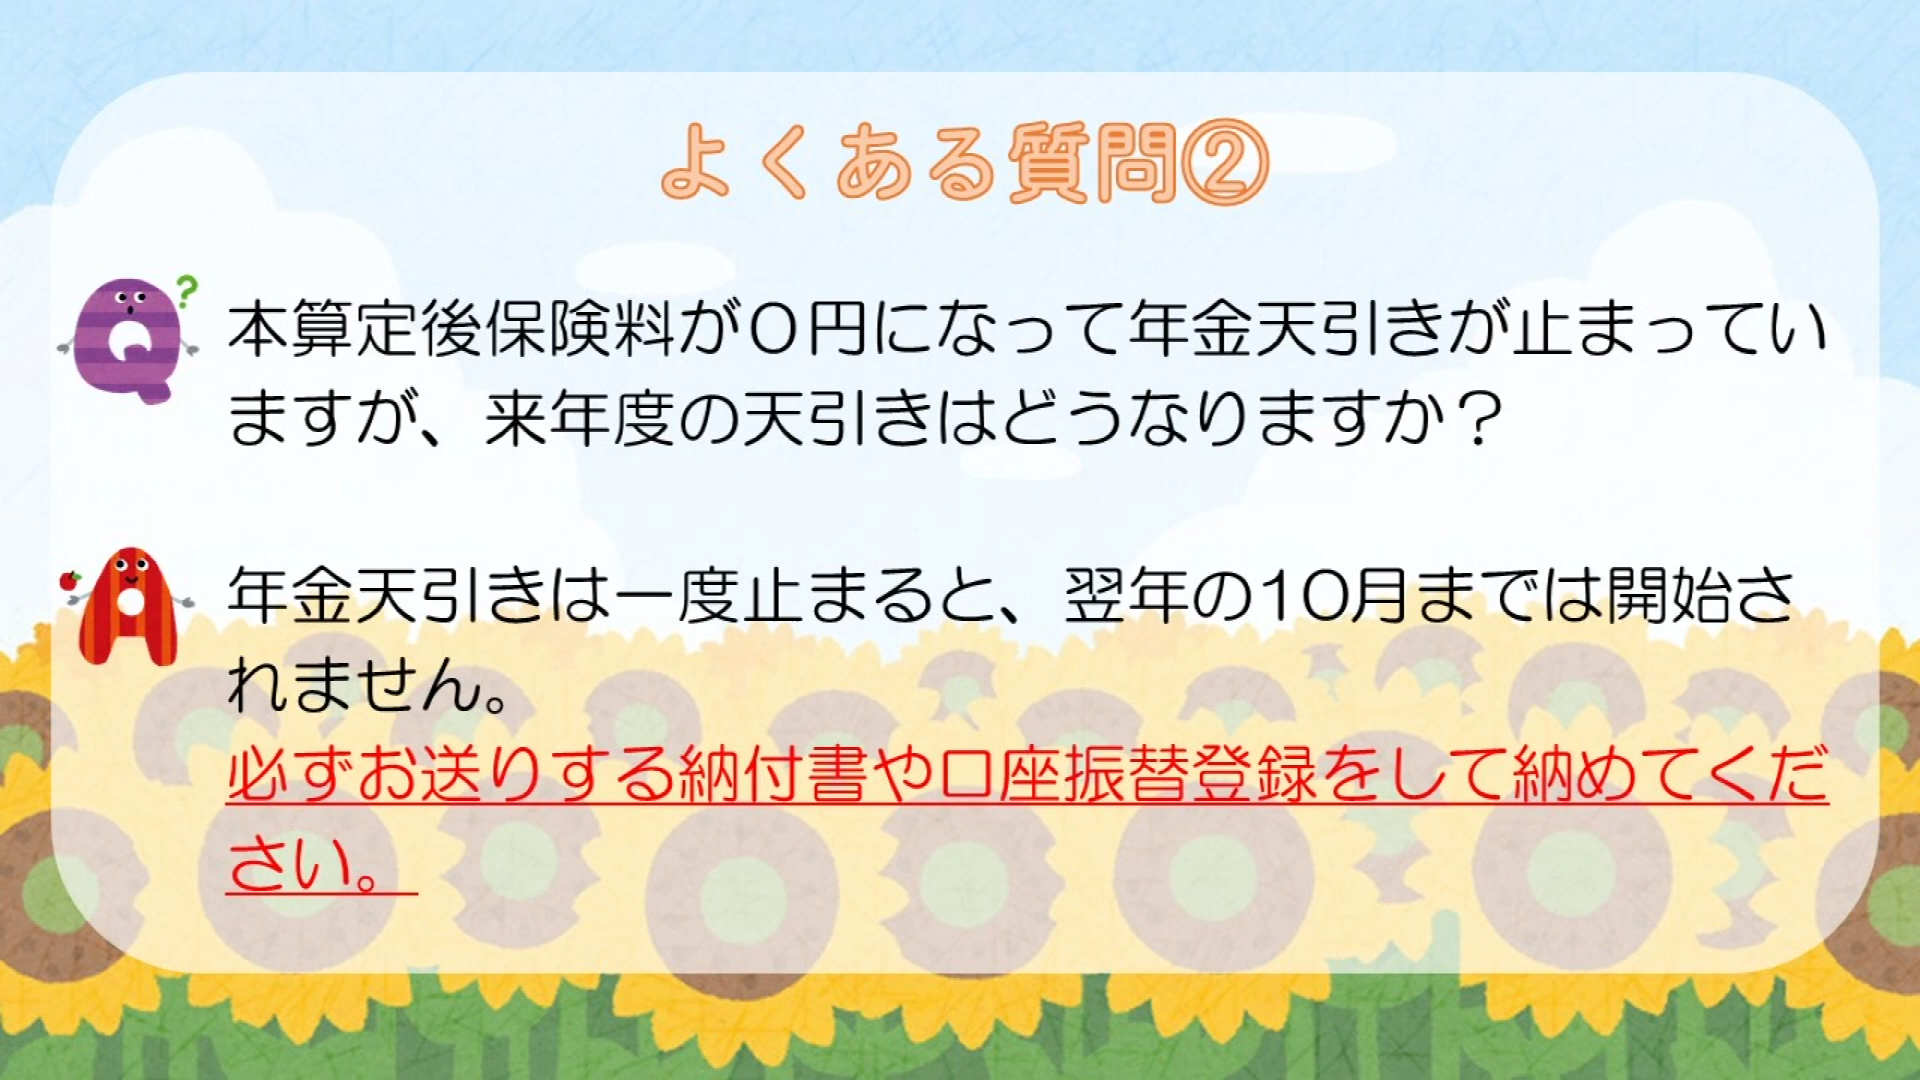 よくある質問②
本算定後保険料が０円になって年金天引きが止まってい
ますが、来年度の天引きはどうなりますか？
年金天引きは一度止まると、翌年の10月までは開始さ
れません。
必ずお送りする納付書や口座振替登録をして納めてくだ
さい。